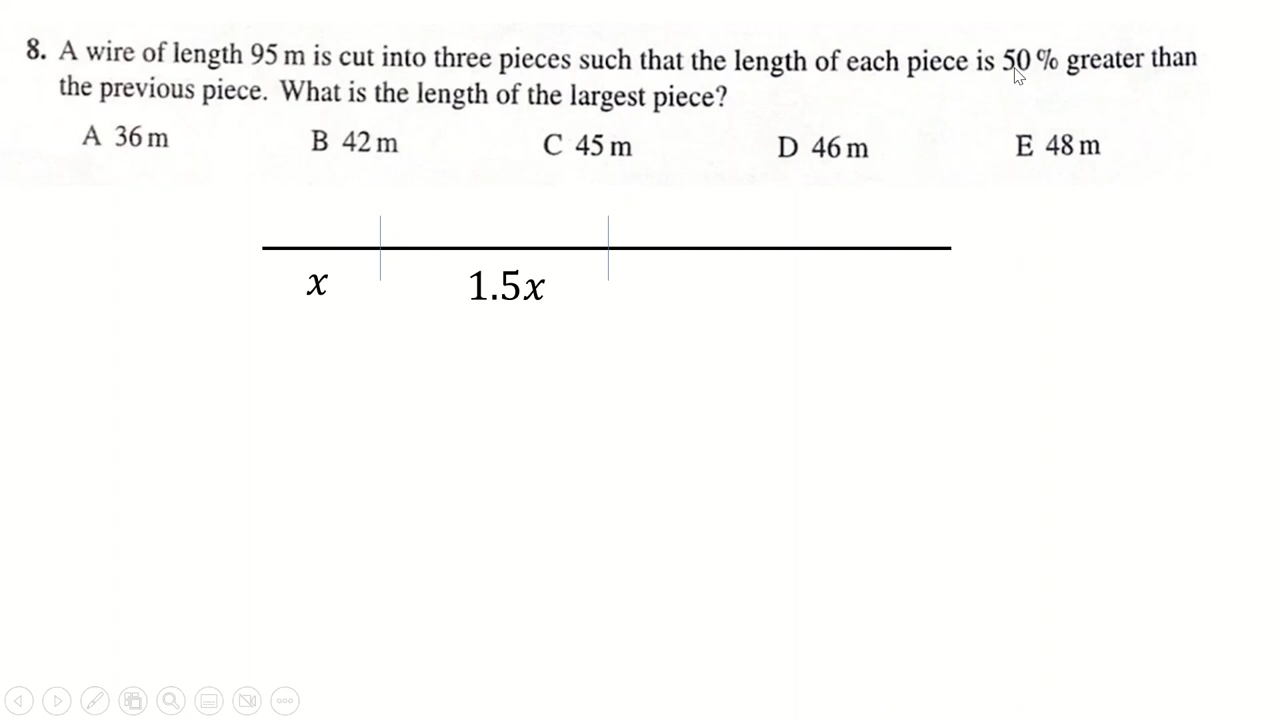 8. A wire of length 95 m is cut into three pieces such that the length of each piece is 50 % greater than
the previous piece. What is the length of the largest piece?
A 36 m B 42 m C 45 m D 46 m E 48 m
x 1.5x